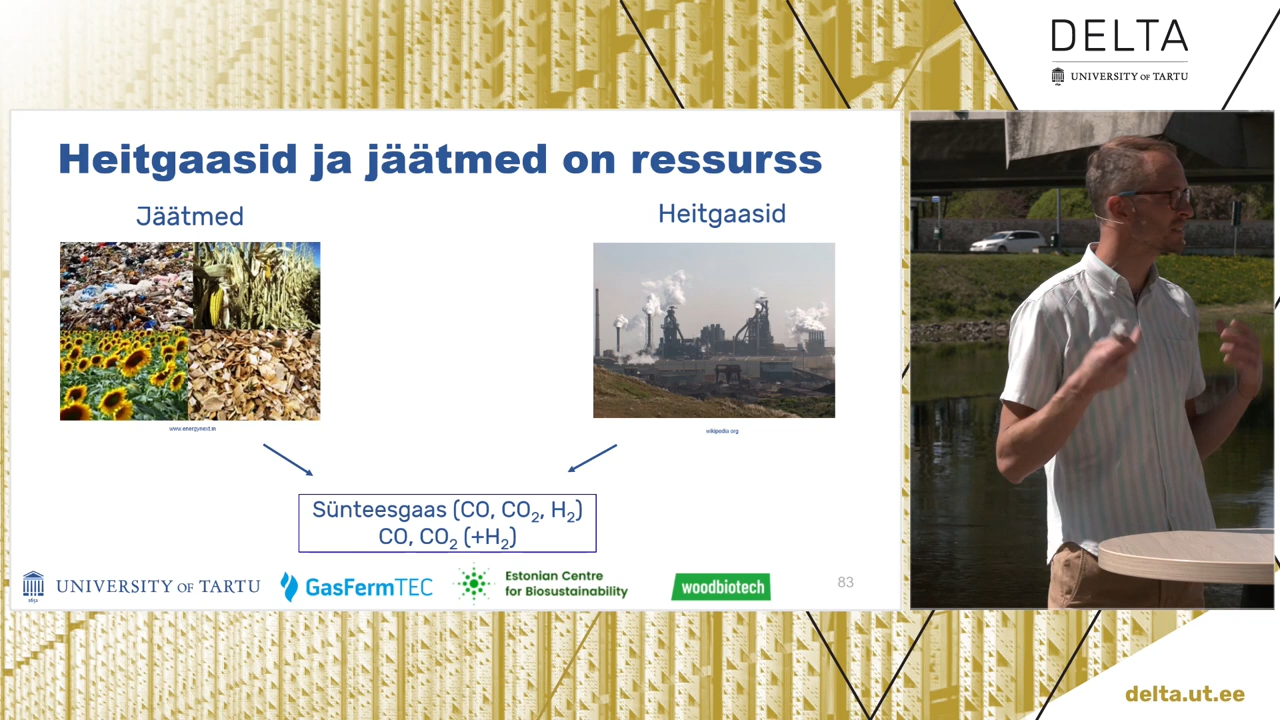 DELTA
UNIVERSITY OF TARTU
Heitgaasid ja jäätmed on ressurss
Jäätmed
Heitgaasid
www.energynext.in
wikipedia org
Sünteesgaas (CO, CO₂, H₂)
CO, CO₂ (+H₂)
1632
UNIVERSITY OF TARTU
GasFermTEC
Estonian Centre
for Biosustainability
woodbiotech
83
delta.ut.ee